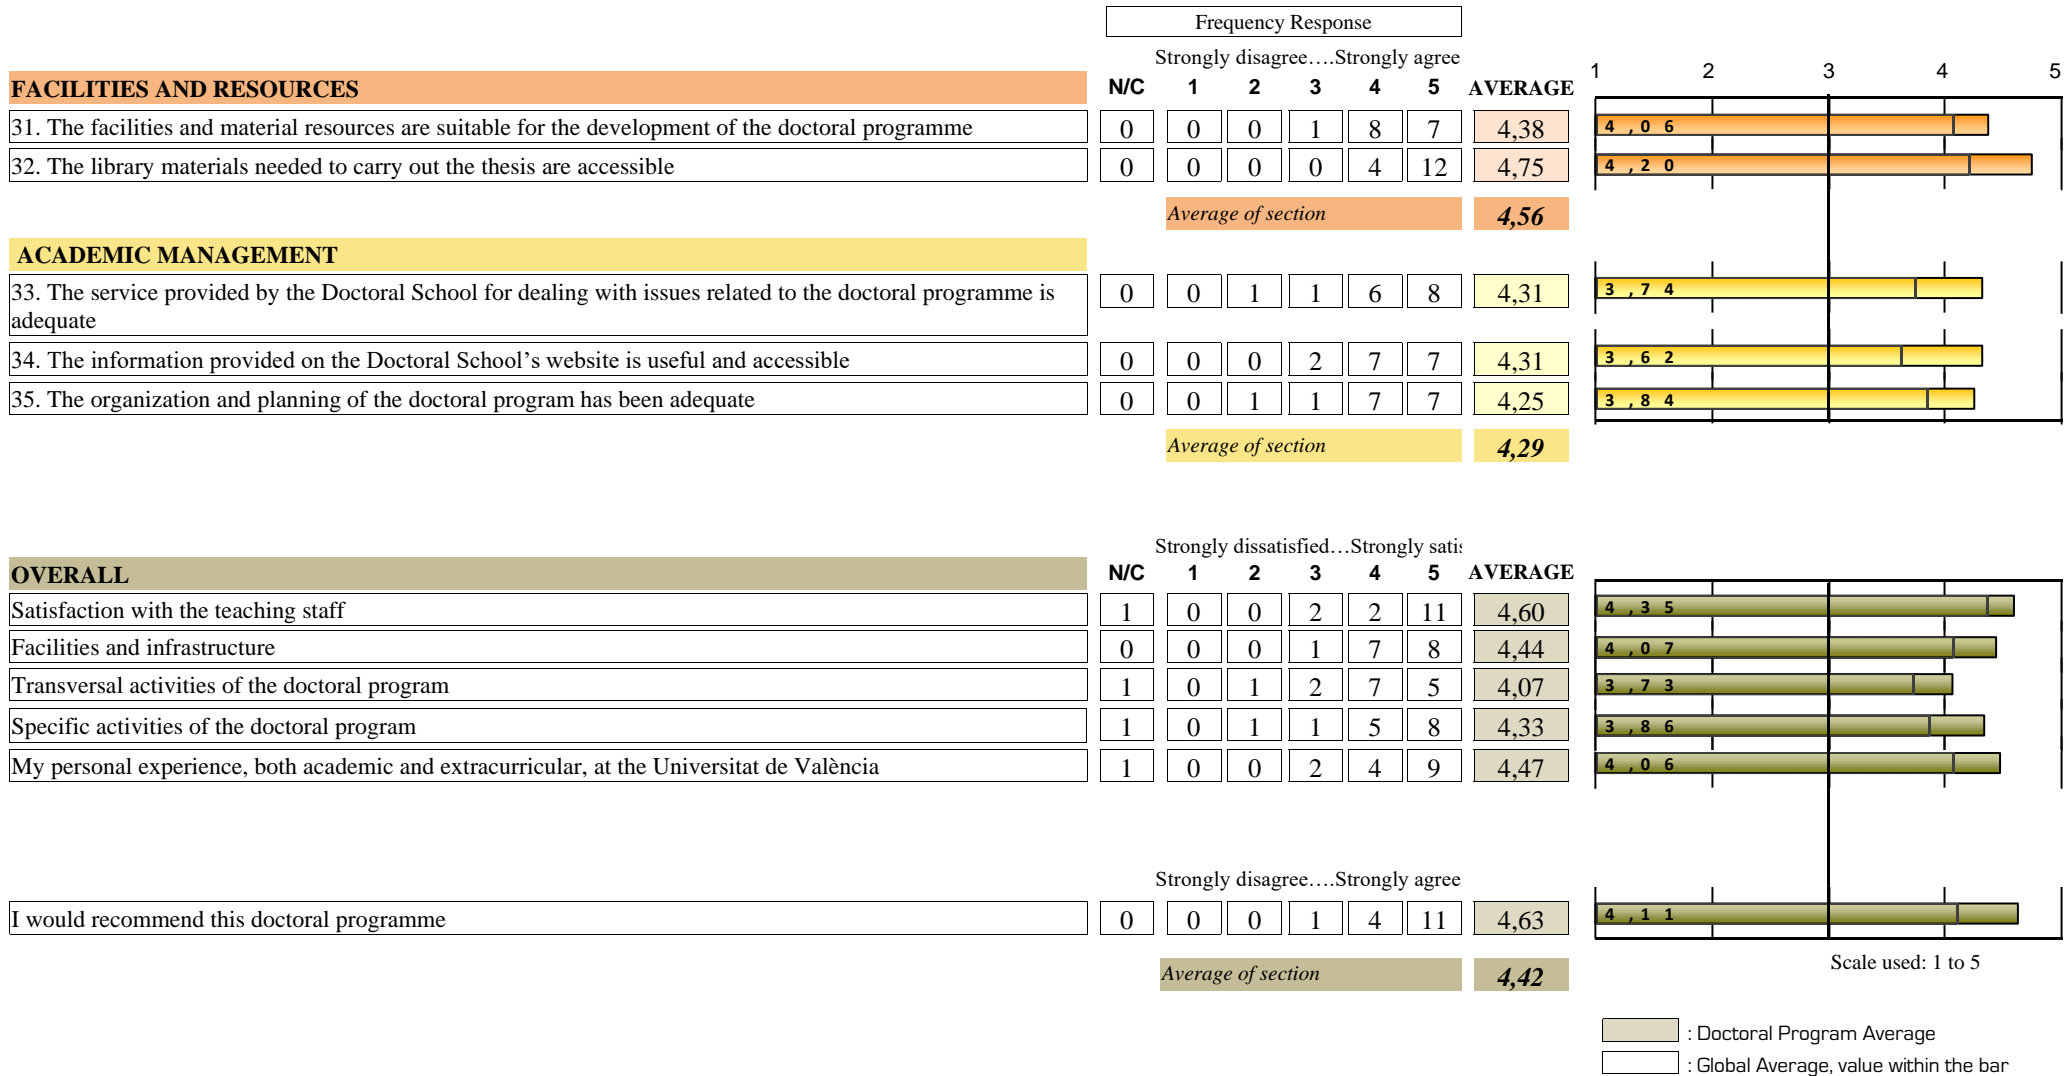 Frequency Response
Strongly disagree….Strongly agree
1 2 3 4 5
FACILITIES AND RESOURCES N/C 1 2 3 4 5 AVERAGE
31. The facilities and material resources are suitable for the development of the doctoral programme 0 0 0 1 8 7 4,38 4,06
32. The library materials needed to carry out the thesis are accessible 0 0 0 0 4 12 4,75 4,20
Average of section 4,56
ACADEMIC MANAGEMENT
33. The service provided by the Doctoral School for dealing with issues related to the doctoral programme is
adequate 0 0 1 1 6 8 4,31 3,74
34. The information provided on the Doctoral School’s website is useful and accessible 0 0 0 2 7 7 4,31 3,62
35. The organization and planning of the doctoral program has been adequate 0 0 1 1 7 7 4,25 3,84
Average of section 4,29
Strongly dissatisfied…Strongly satis
OVERALL N/C 1 2 3 4 5 AVERAGE
Satisfaction with the teaching staff 1 0 0 2 2 11 4,60 4,35
Facilities and infrastructure 0 0 0 1 7 8 4,44 4,07
Transversal activities of the doctoral program 1 0 1 2 7 5 4,07 3,73
Specific activities of the doctoral program 1 0 1 1 5 8 4,33 3,86
My personal experience, both academic and extracurricular, at the Universitat de València 1 0 0 2 4 9 4,47 4,06
Strongly disagree….Strongly agree
I would recommend this doctoral programme 0 0 0 1 4 11 4,63 4,11
Average of section 4,42
Scale used: 1 to 5
: Doctoral Program Average
: Global Average, value within the bar